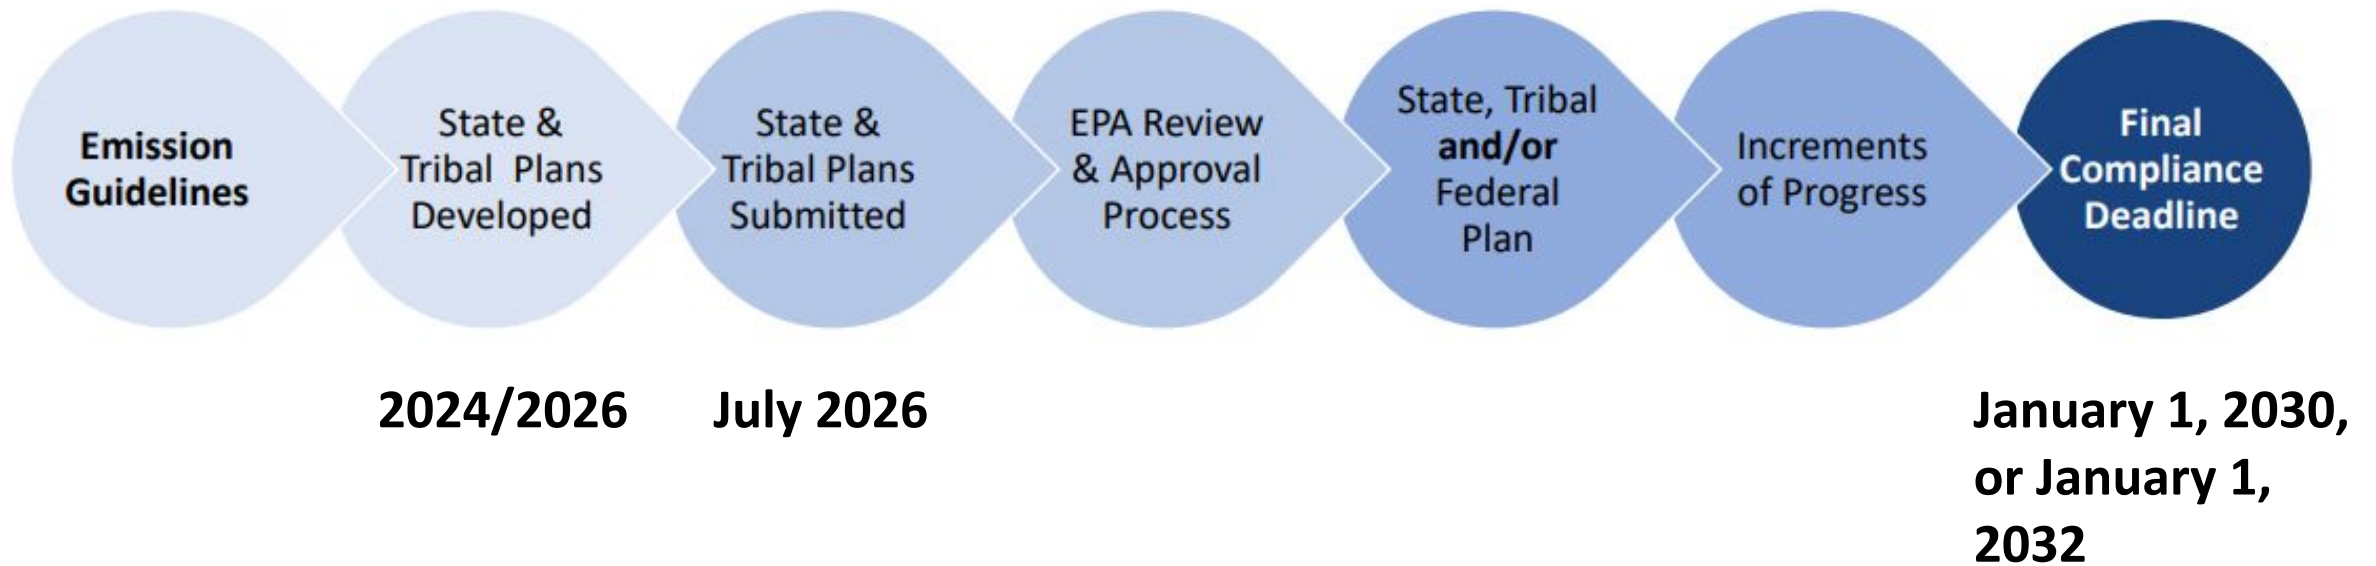 Emission
Guidelines
State &
Tribal Plans
Developed
State &
Tribal Plans
Submitted
EPA Review
& Approval
Process
State, Tribal
and/or
Federal
Plan
Increments
of Progress
Final
Compliance
Deadline
2024/2026
July 2026
January 1, 2030,
or January 1,
2032